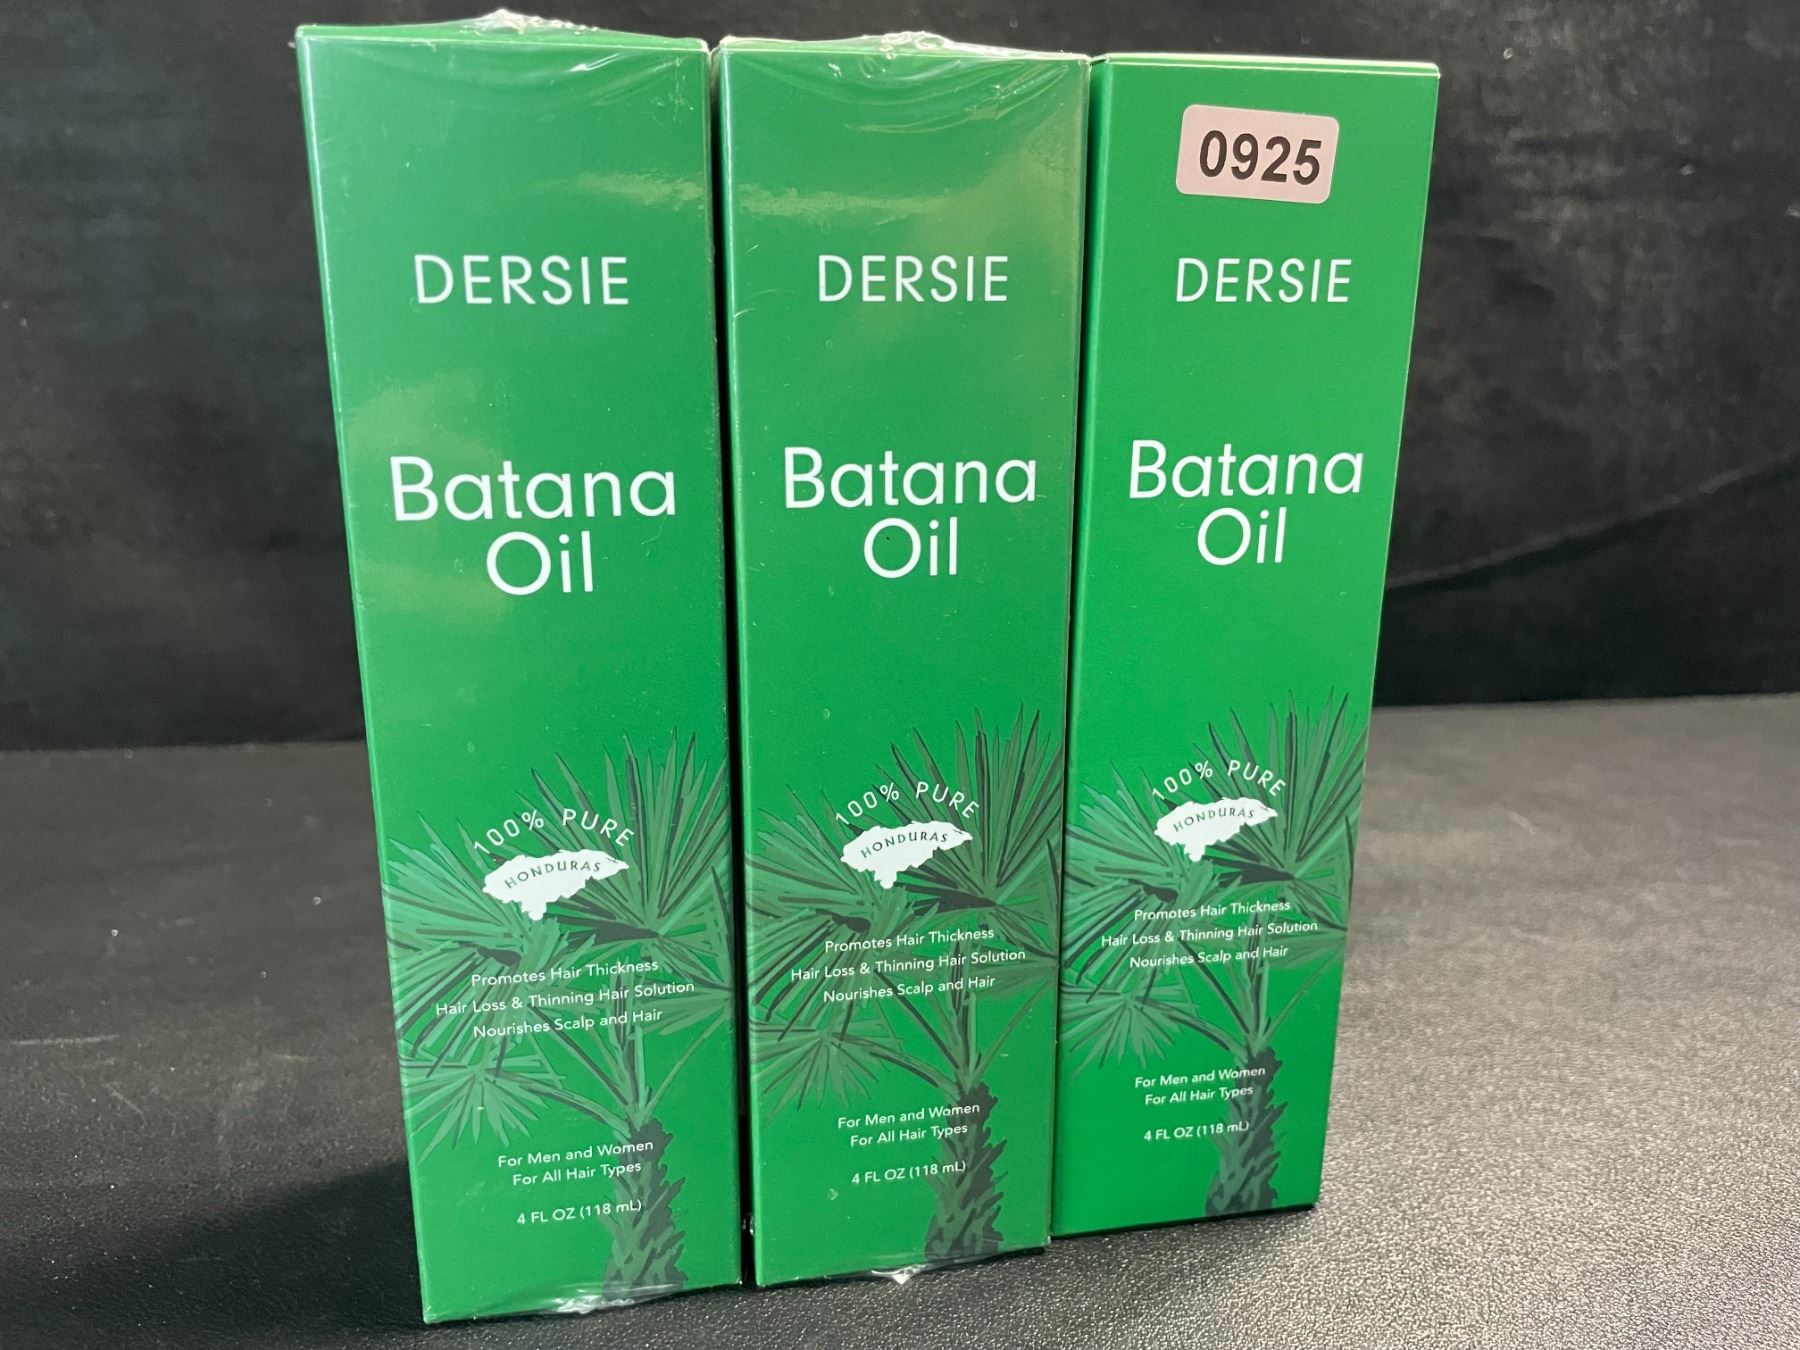 DERSIE
Batana
Oil
100% PURE
HONDURAS
Promotes Hair Thickness
Hair Loss & Thinning Hair Solution
Nourishes Scalp and Hair
For Men and Women
For All Hair Types
4 FL OZ (118 mL)
DERSIE
Batana
Oil
100% PURE
HONDURAS
Promotes Hair Thickness
Hair Loss & Thinning Hair Solution
Nourishes Scalp and Hair
For Men and Women
For All Hair Types
4 FL OZ (118 mL)
0925
DERSIE
Batana
Oil
100% PURE
HONDURAS
Promotes Hair Thickness
Hair Loss & Thinning Hair Solution
Nourishes Scalp and Hair
For Men and Women
For All Hair Types
4 FL OZ (118 mL)